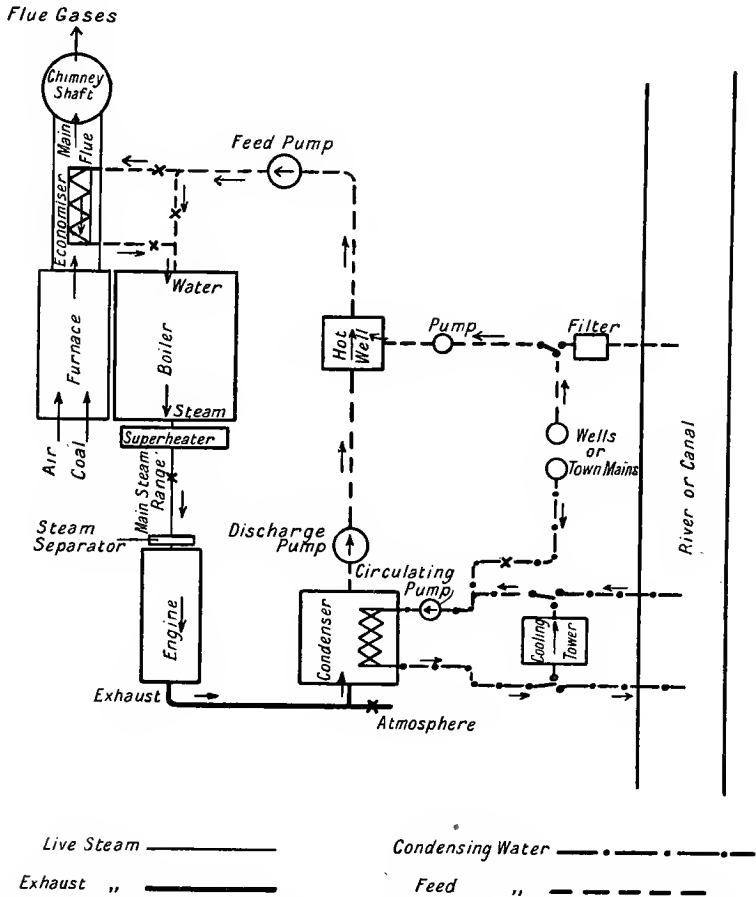 Flue Gases
Chimney
Shaft
Main
Flue
Economiser
Feed Pump
Water
Furnace
Boiler
Hot
Well
Pump
Filter
Steam
Superheater
Air
Coal
Main Steam
Range
Wells
or
Town Mains
River or Canal
Steam
Separator
Discharge
Pump
Circulating
Pump
Engine
Condenser
Cooling
Tower
Exhaust
Atmosphere
Live Steam
Condensing Water
Exhaust „
Feed „